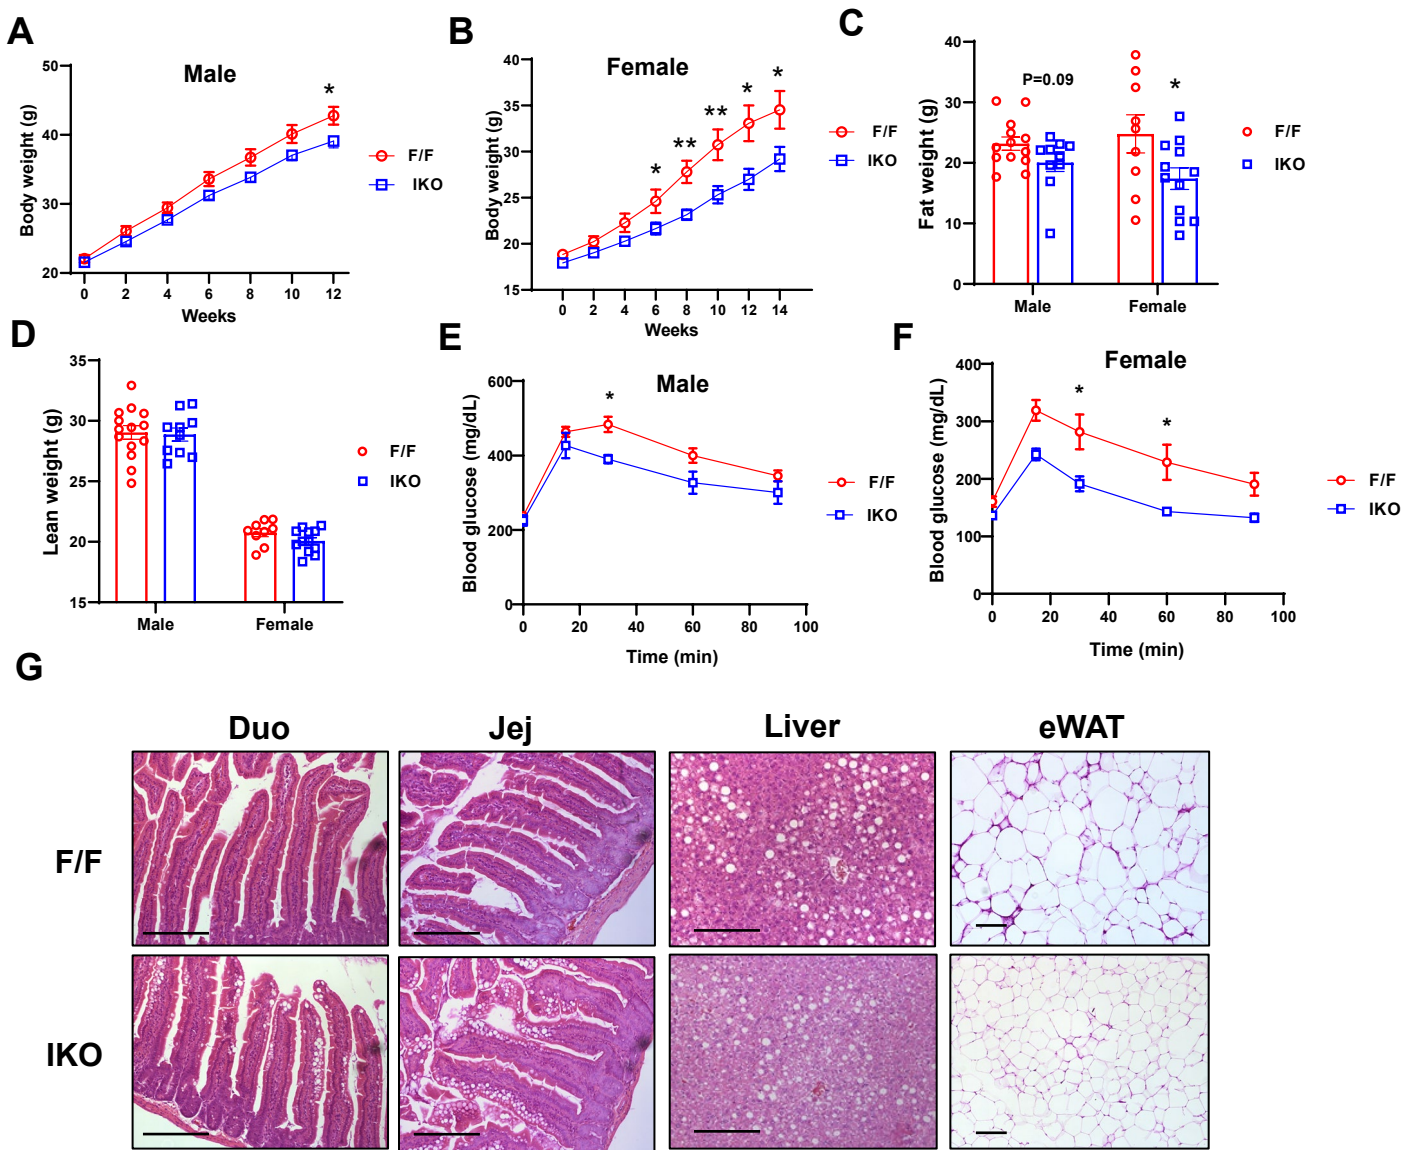 A
Male
Body weight (g)
50
40
30
20
*
0 2 4 6 8 10 12
Weeks
F/F
IKO
B
Female
Body weight (g)
40
35
30
25
20
15
* ** ** * *
0 2 4 6 8 10 12 14
Weeks
F/F
IKO
C
Fat weight (g)
40
30
20
10
0
P=0.09
*
Male Female
F/F
IKO
D
Lean weight (g)
35
30
25
20
15
Male Female
F/F
IKO
E
Male
Blood glucose (mg/dL)
600
400
200
0
*
0 20 40 60 80 100
Time (min)
F/F
IKO
F
Female
Blood glucose (mg/dL)
400
300
200
100
0
* *
0 20 40 60 80 100
Time (min)
F/F
IKO
G
Duo Jej Liver eWAT
F/F
IKO